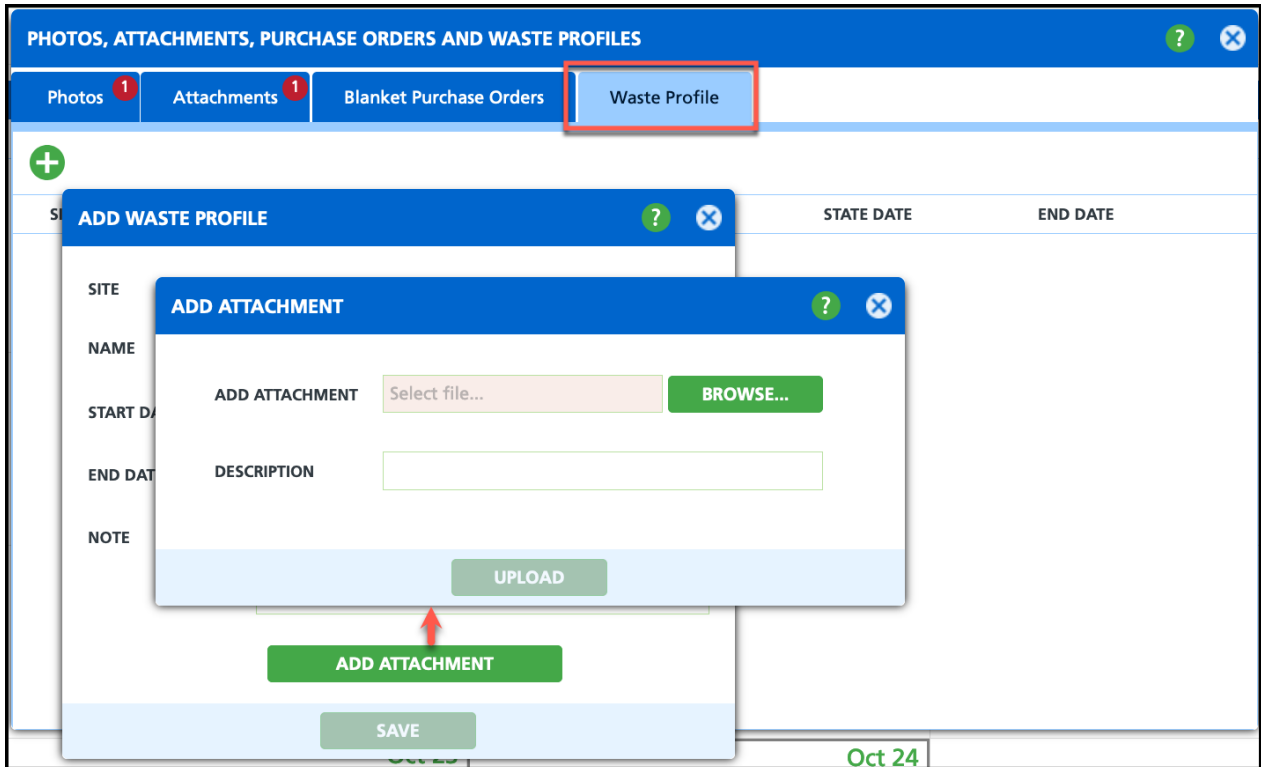 PHOTOS, ATTACHMENTS, PURCHASE ORDERS AND WASTE PROFILES ?
Photos 1 Attachments 1 Blanket Purchase Orders Waste Profile
STATE DATE END DATE
ADD WASTE PROFILE ?
SITE
ADD ATTACHMENT ?
NAME
ADD ATTACHMENT Select file... BROWSE...
START DA
END DAT
DESCRIPTION
NOTE
UPLOAD
ADD ATTACHMENT
SAVE
Oct 24